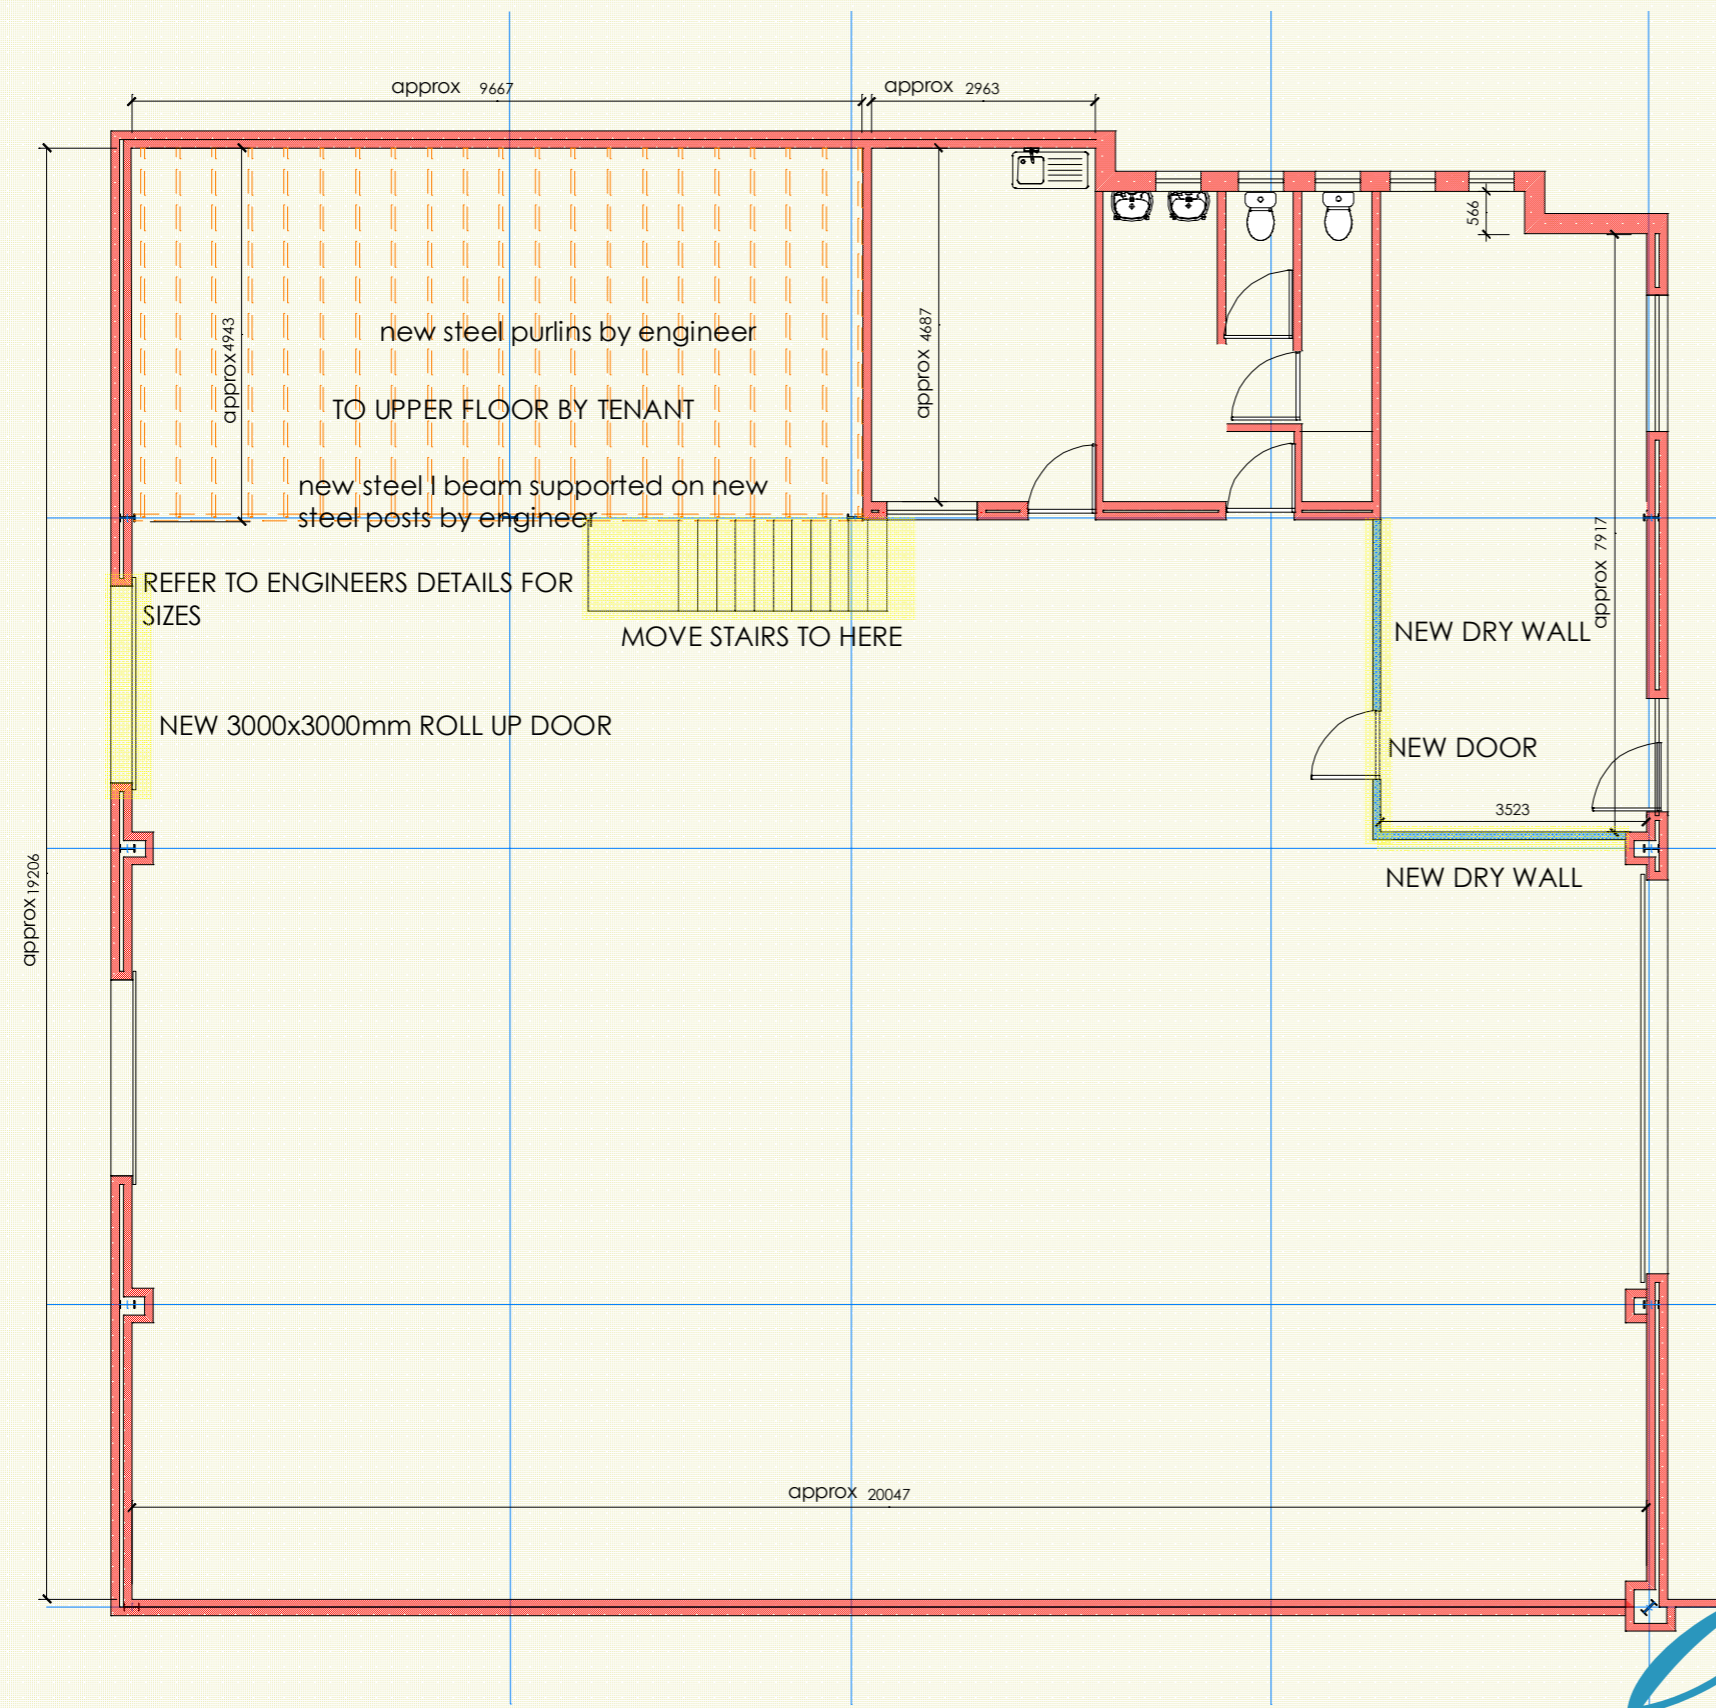 approx 9667
approx 2963
566
approx 4943
approx 4687
new steel purlins by engineer
TO UPPER FLOOR BY TENANT
new steel I beam supported on new
steel posts by engineer
approx 7917
REFER TO ENGINEERS DETAILS FOR
SIZES
MOVE STAIRS TO HERE
NEW DRY WALL
NEW 3000x3000mm ROLL UP DOOR
NEW DOOR
3523
NEW DRY WALL
approx 19206
approx 20047